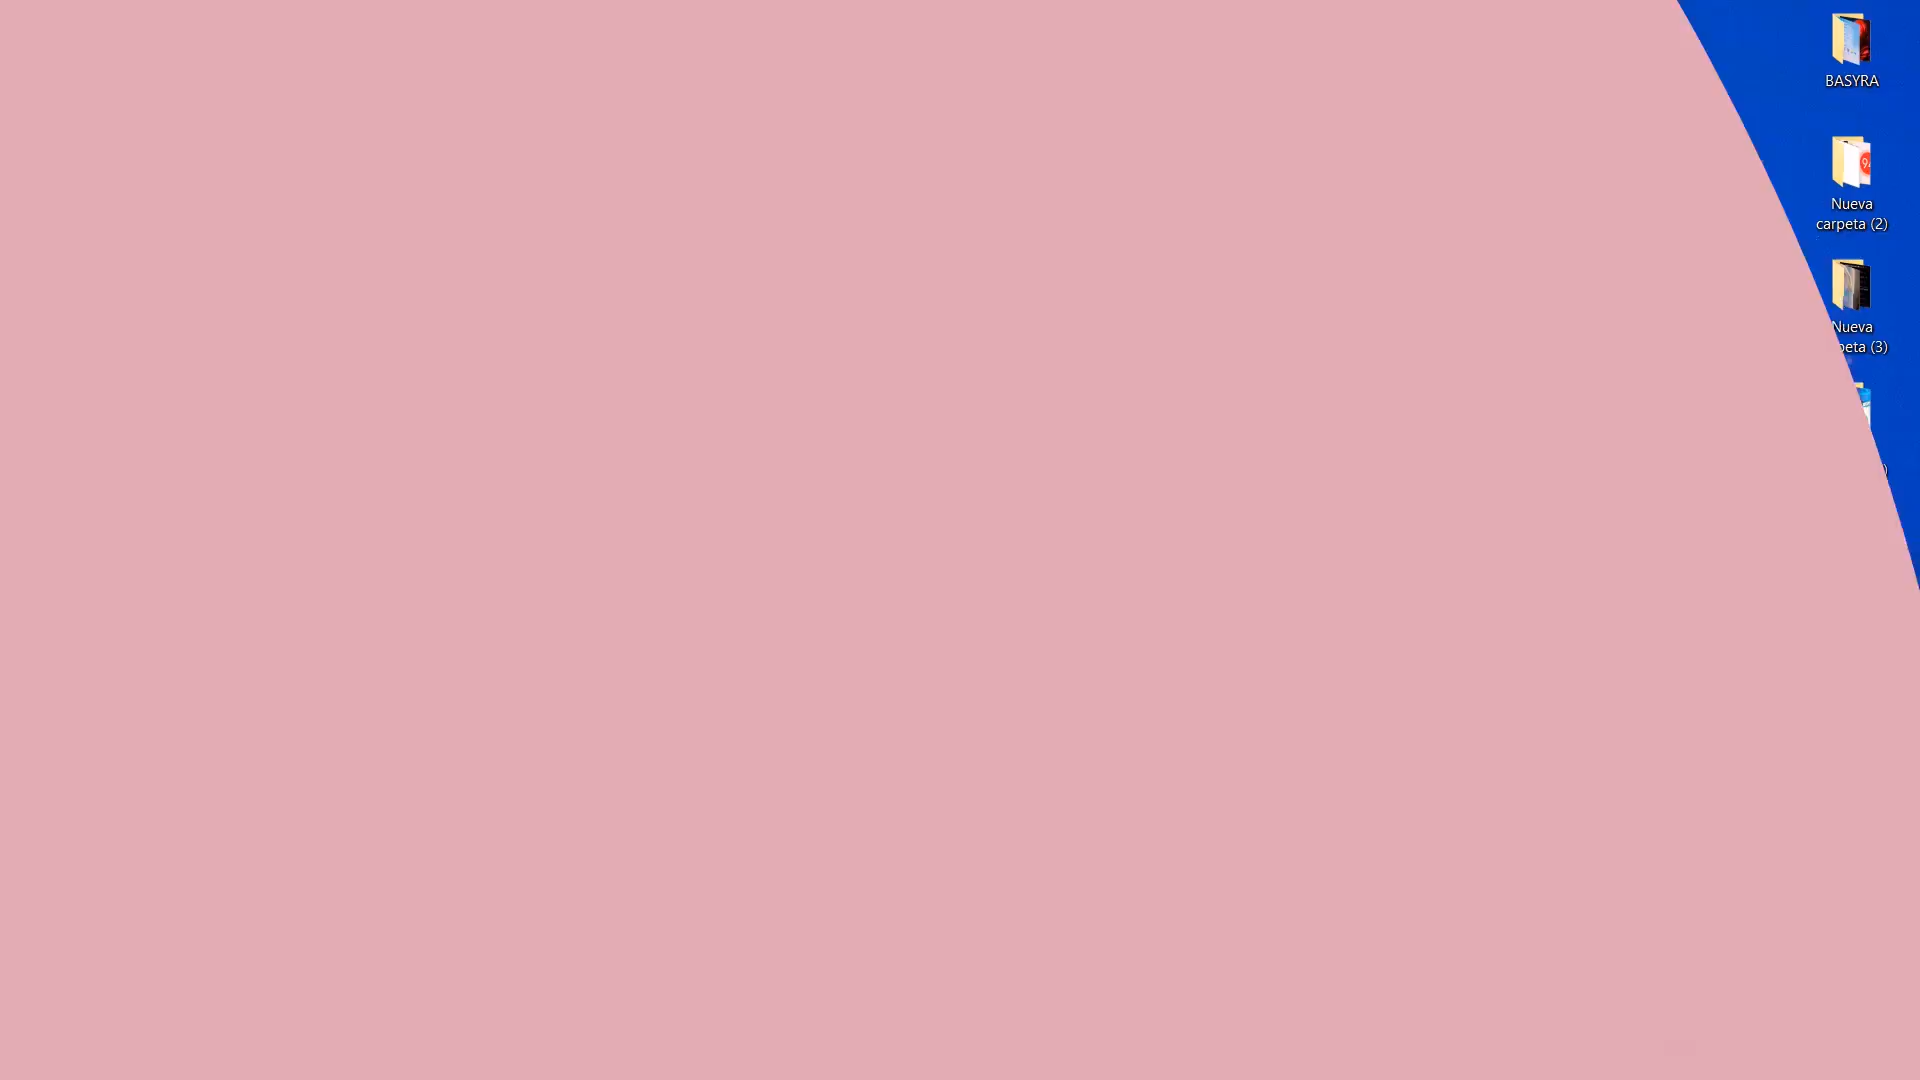 BASYRA
Nueva
carpeta (2)
Nueva
peta (3)
)